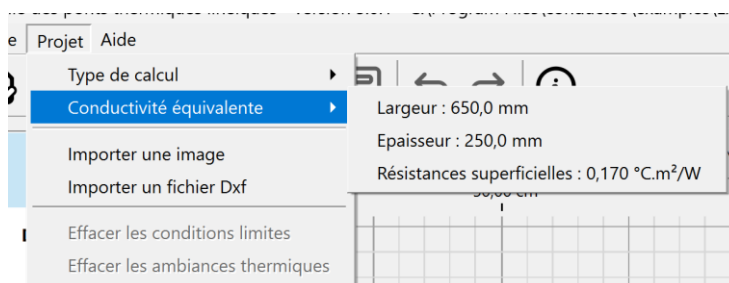 e Projet Aide
Type de calcul
Conductivité équivalente
Largeur : 650,0 mm
Epaisseur : 250,0 mm
Résistances superficielles : 0,170 °C.m²/W
Importer une image
Importer un fichier Dxf
Effacer les conditions limites
Effacer les ambiances thermiques